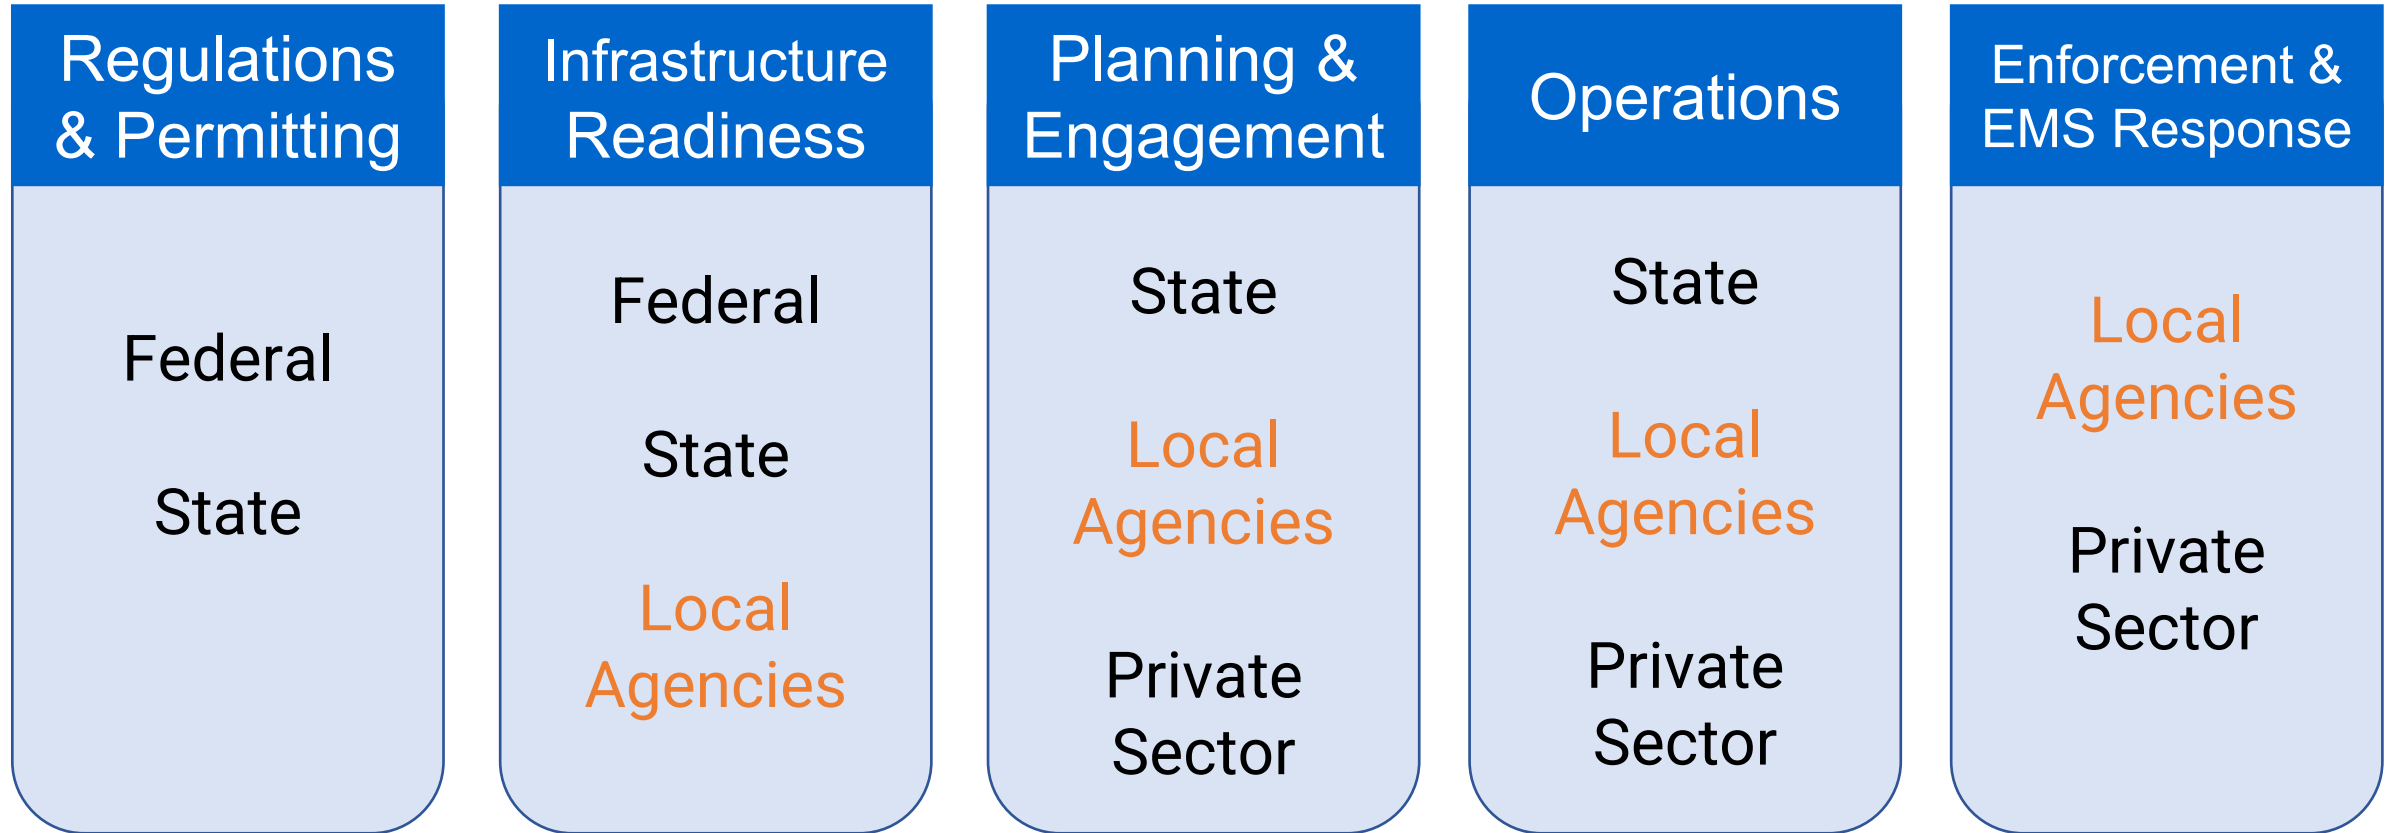 Regulations
& Permitting
Federal
State
Infrastructure
Readiness
Federal
State
Local
Agencies
Planning &
Engagement
State
Local
Agencies
Private
Sector
Operations
State
Local
Agencies
Private
Sector
Enforcement &
EMS Response
Local
Agencies
Private
Sector